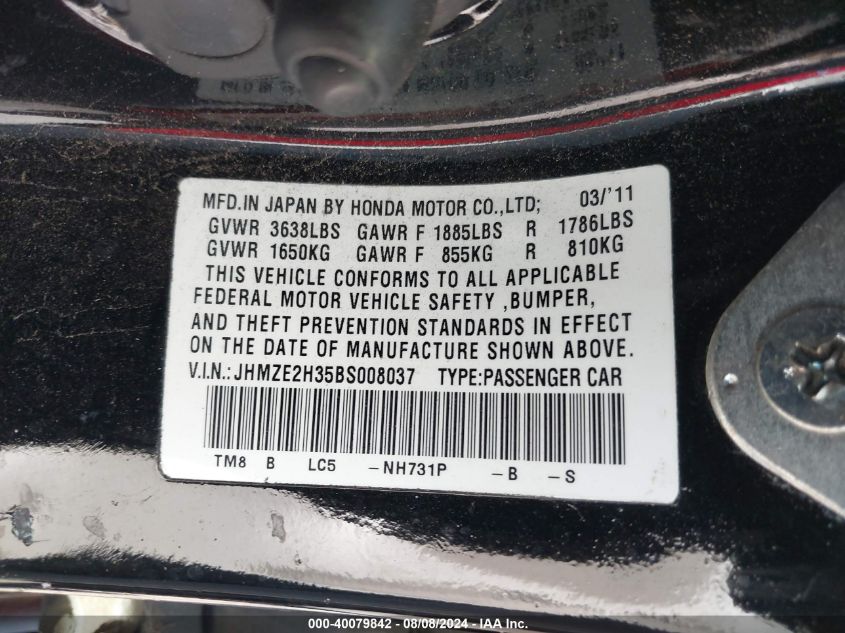 MFD.IN JAPAN BY HONDA MOTOR CO.,LTD; 03/'11
GVWR 3638LBS GAWR F 1885LBS R 1786LBS
GVWR 1650KG GAWR F 855KG R 810KG
THIS VEHICLE CONFORMS TO ALL APPLICABLE
FEDERAL MOTOR VEHICLE SAFETY ,BUMPER,
AND THEFT PREVENTION STANDARDS IN EFFECT
ON THE DATE OF MANUFACTURE SHOWN ABOVE.
V.I.N.: JHMZE2H35BS008037 TYPE:PASSENGER CAR
TM8 B LC5 -NH731P -B -S
000-40079842 - 08/08/2024 - IAA Inc.